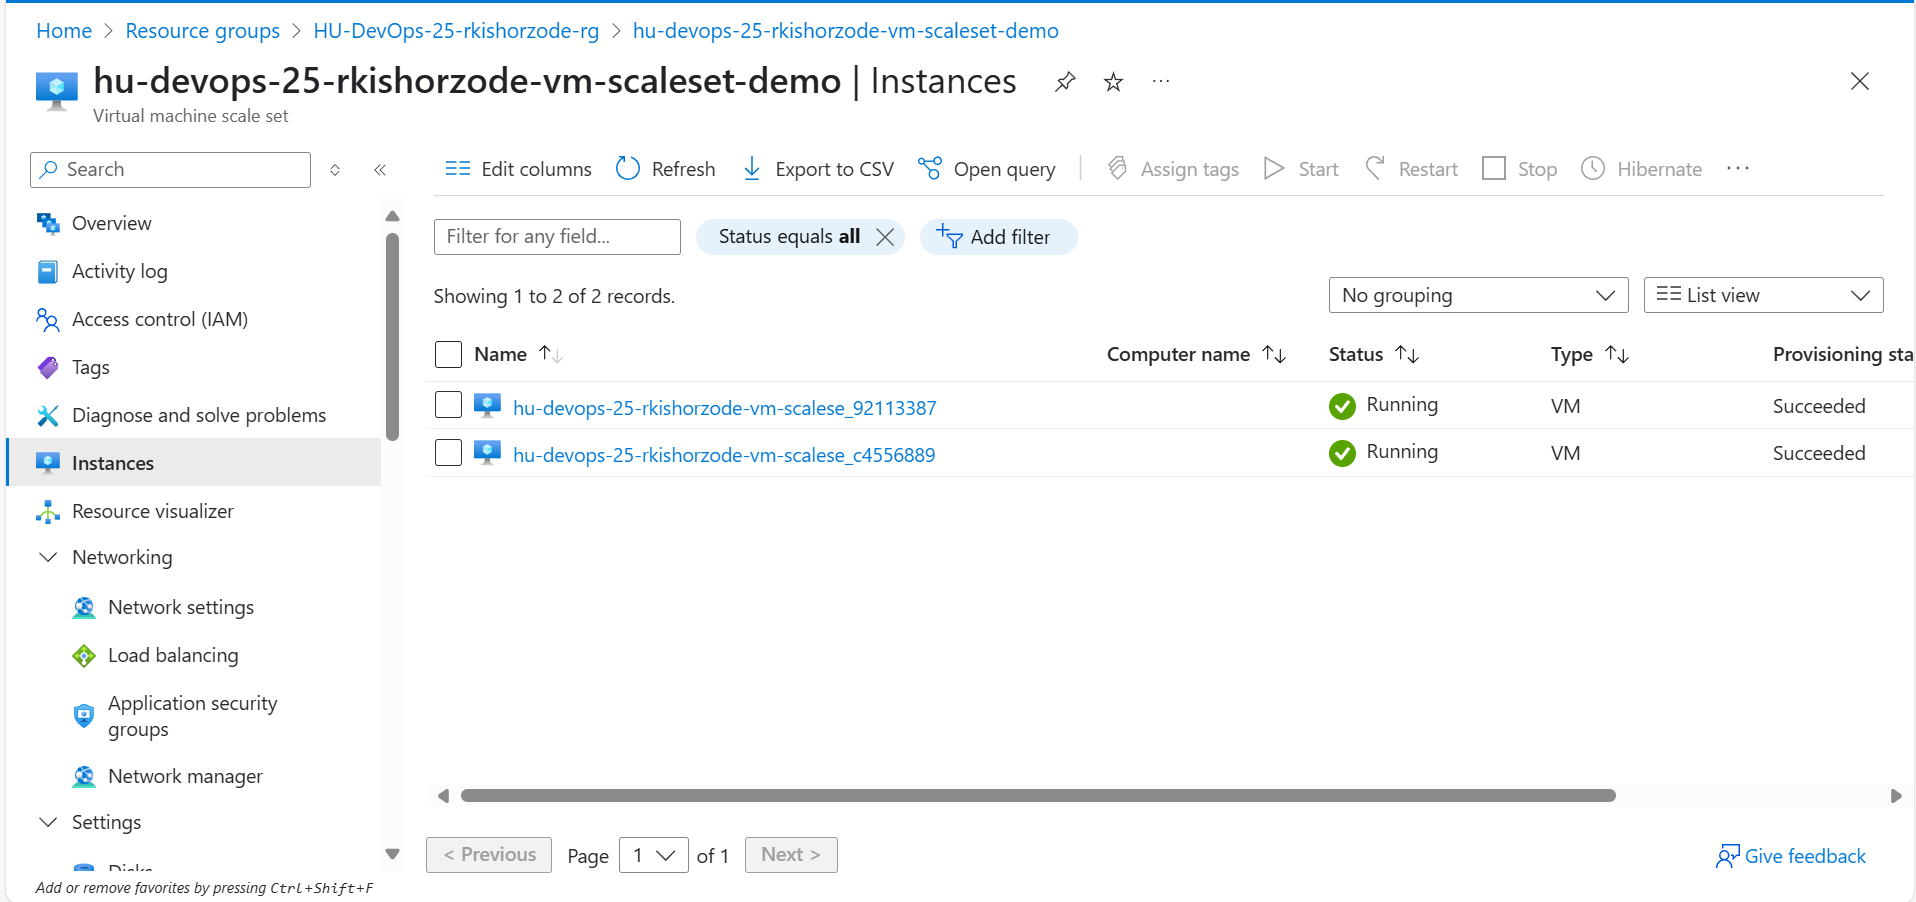 Home > Resource groups > HU-DevOps-25-rkishorzode-rg > hu-devops-25-rkishorzode-vm-scaleset-demo
hu-devops-25-rkishorzode-vm-scaleset-demo | Instances ...
Virtual machine scale set
Search
Edit columns Refresh Export to CSV Open query Assign tags Start Restart Stop Hibernate ...
Overview
Activity log
Access control (IAM)
Tags
Diagnose and solve problems
Instances
Resource visualizer
Networking
Network settings
Load balancing
Application security
groups
Network manager
Settings
Disks
Add or remove favorites by pressing Ctrl+Shift+F
Filter for any field... Status equals all Add filter
Showing 1 to 2 of 2 records. No grouping List view
Name Computer name Status Type Provisioning sta
hu-devops-25-rkishorzode-vm-scalese_92113387 Running VM Succeeded
hu-devops-25-rkishorzode-vm-scalese_c4556889 Running VM Succeeded
< Previous Page 1 of 1 Next > Give feedback